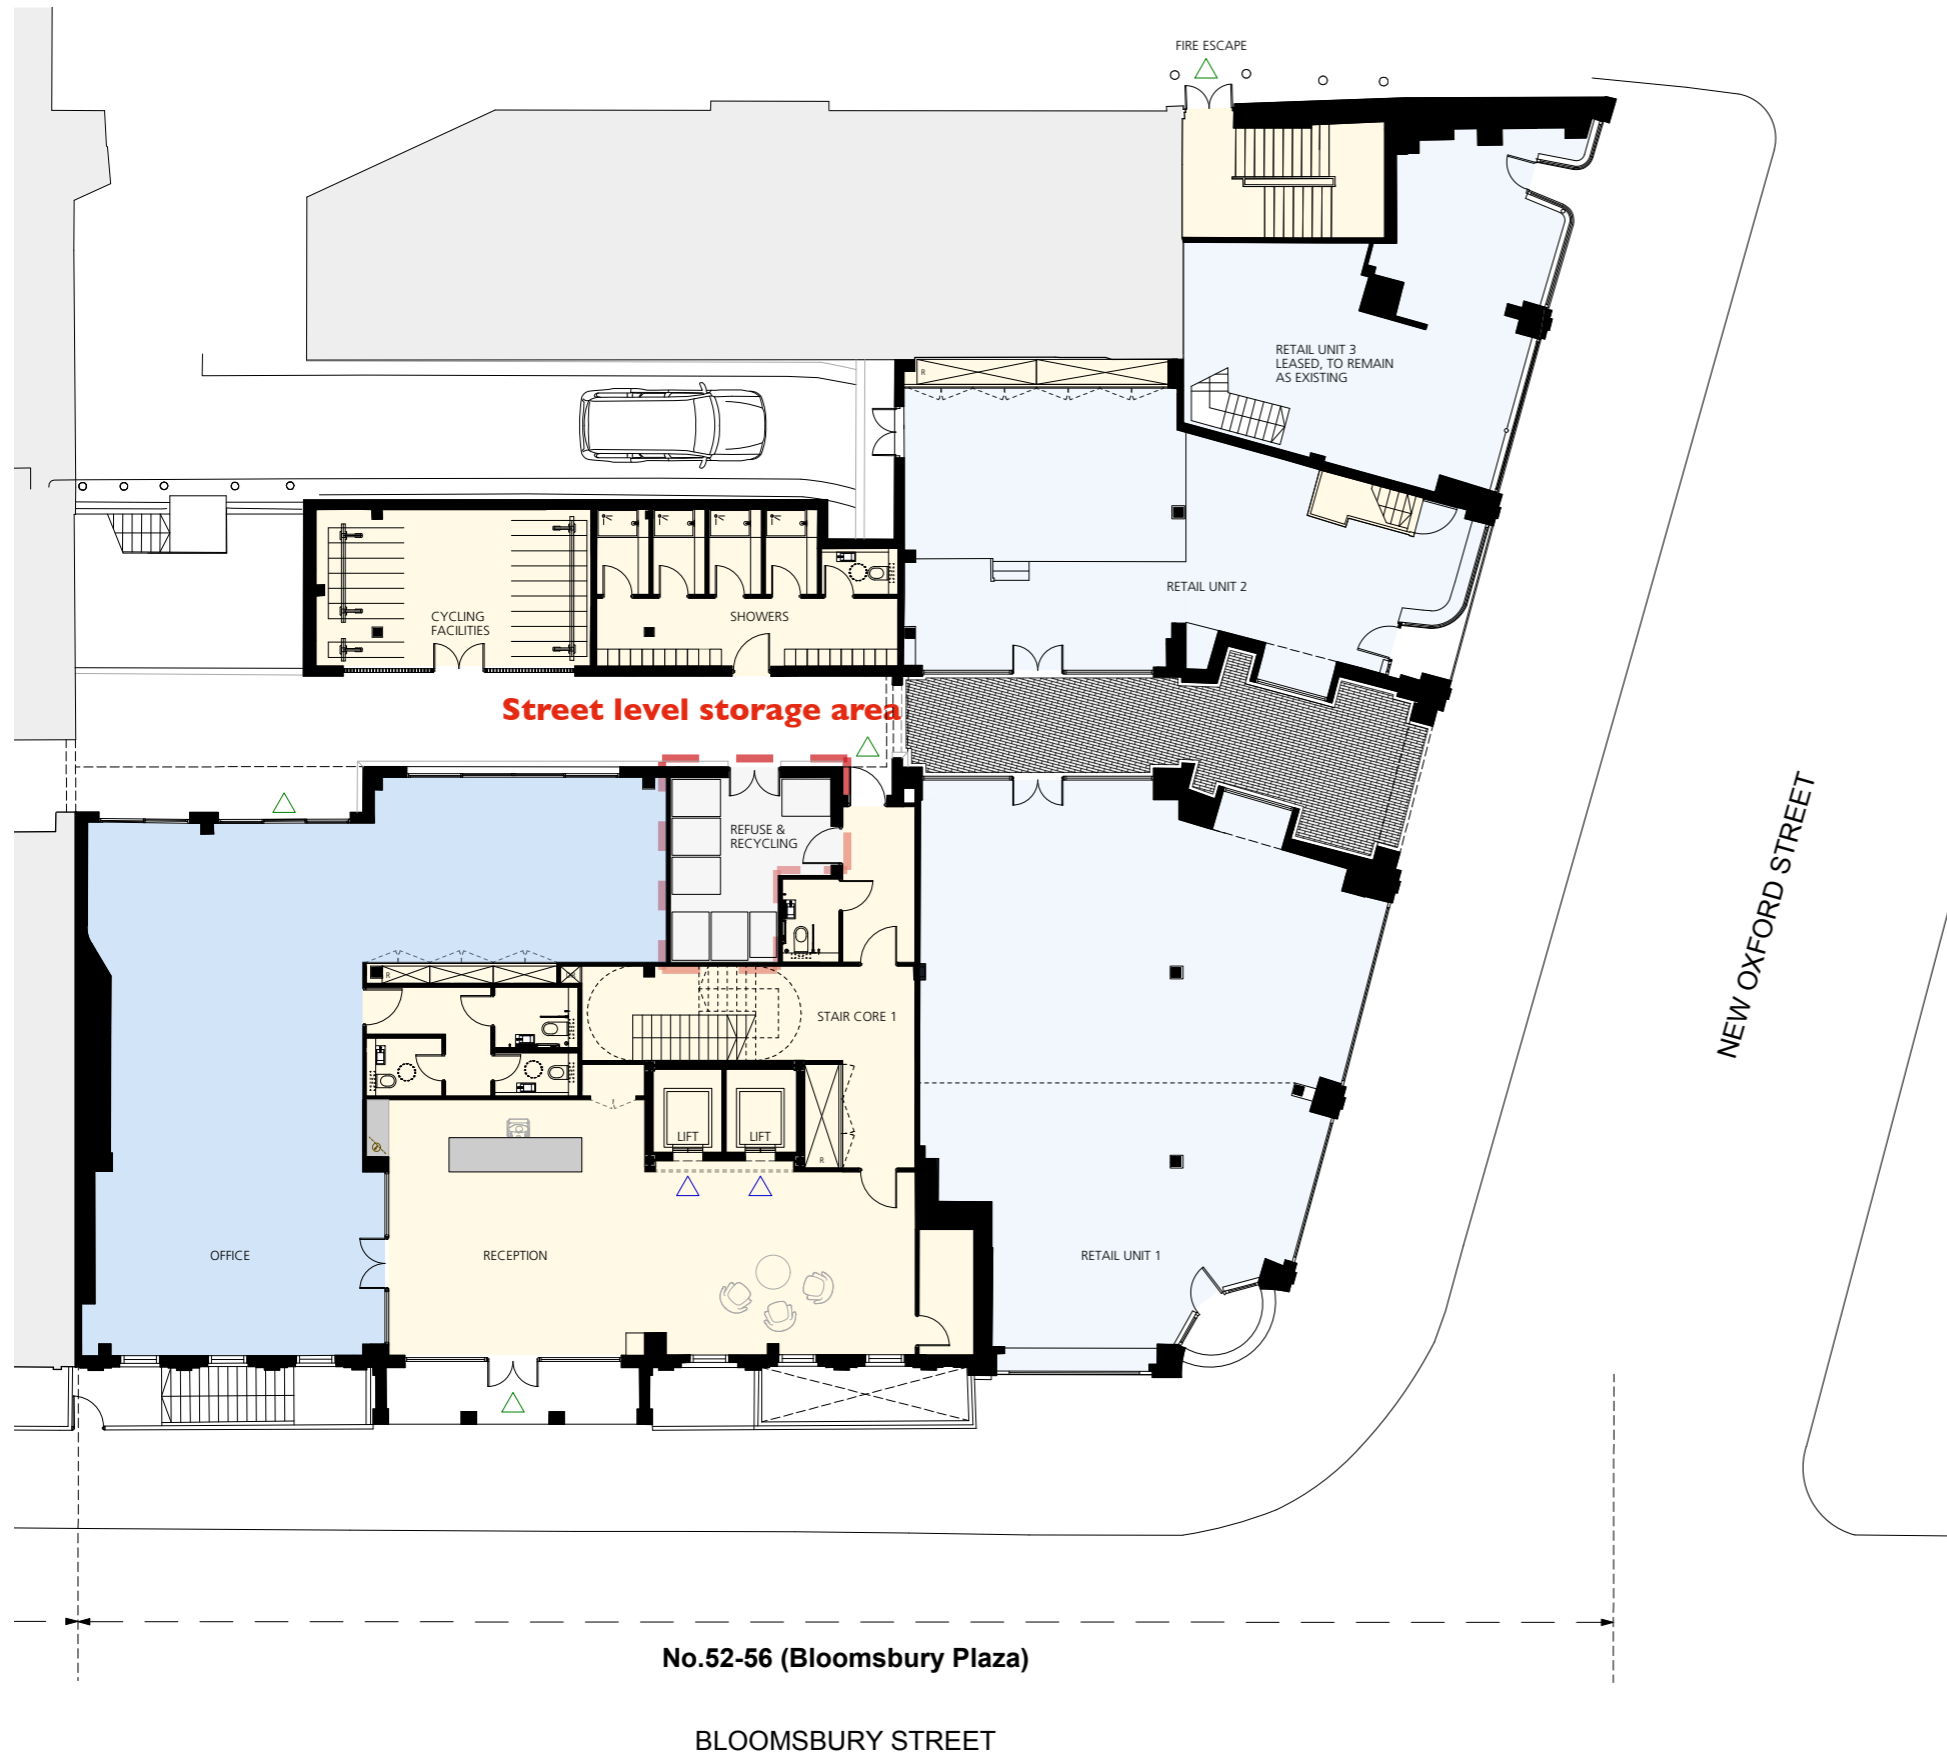 FIRE ESCAPE
RETAIL UNIT 3
LEASED, TO REMAIN
AS EXISTING
R
RETAIL UNIT 2
CYCLING
FACILITIES
SHOWERS
Street level storage area
REFUSE &
RECYCLING
NEW OXFORD STREET
R
STAIR CORE 1
LIFT
LIFT
R
OFFICE
RECEPTION
RETAIL UNIT 1
No.52-56 (Bloomsbury Plaza)
BLOOMSBURY STREET